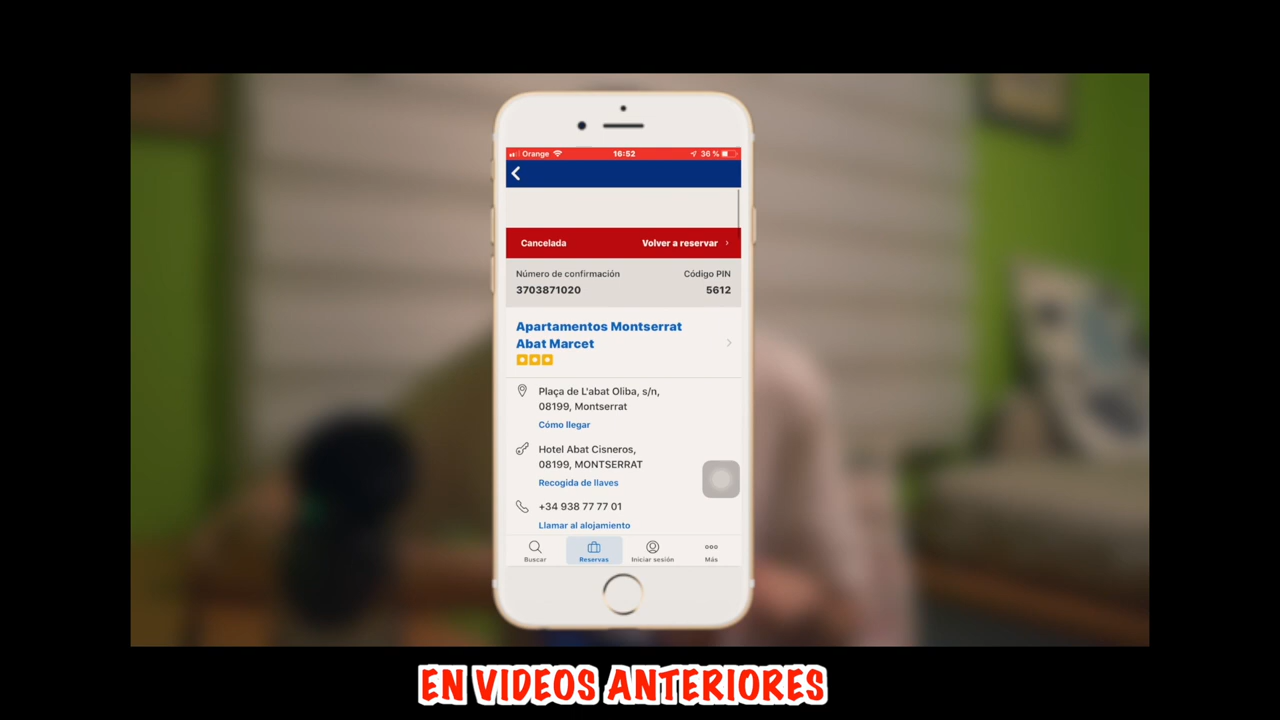 Orange 16:52 36 %
Cancelada Volver a reservar
Número de confirmación Código PIN
3703871020 5612
Apartamentos Montserrat
Abat Marcet
Plaça de L'abat Oliba, s/n,
08199, Montserrat
Cómo llegar
Hotel Abat Cisneros,
08199, MONTSERRAT
Recogida de llaves
+34 938 77 77 01
Llamar al alojamiento
Buscar Reservas Iniciar sesión Más
EN VIDEOS ANTERIORES